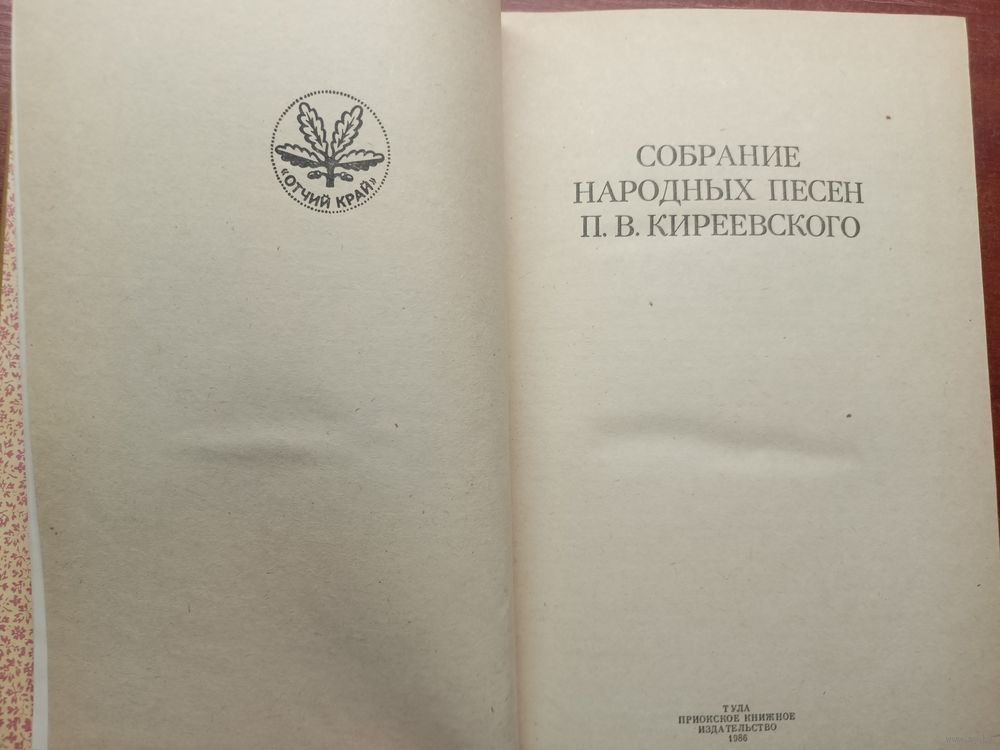 «ОТЧИЙ КРАЙ»
СОБРАНИЕ
НАРОДНЫХ ПЕСЕН
П. В. КИРЕЕВСКОГО
ТУЛА
ПРИОКСКОЕ КНИЖНОЕ
ИЗДАТЕЛЬСТВО
1986